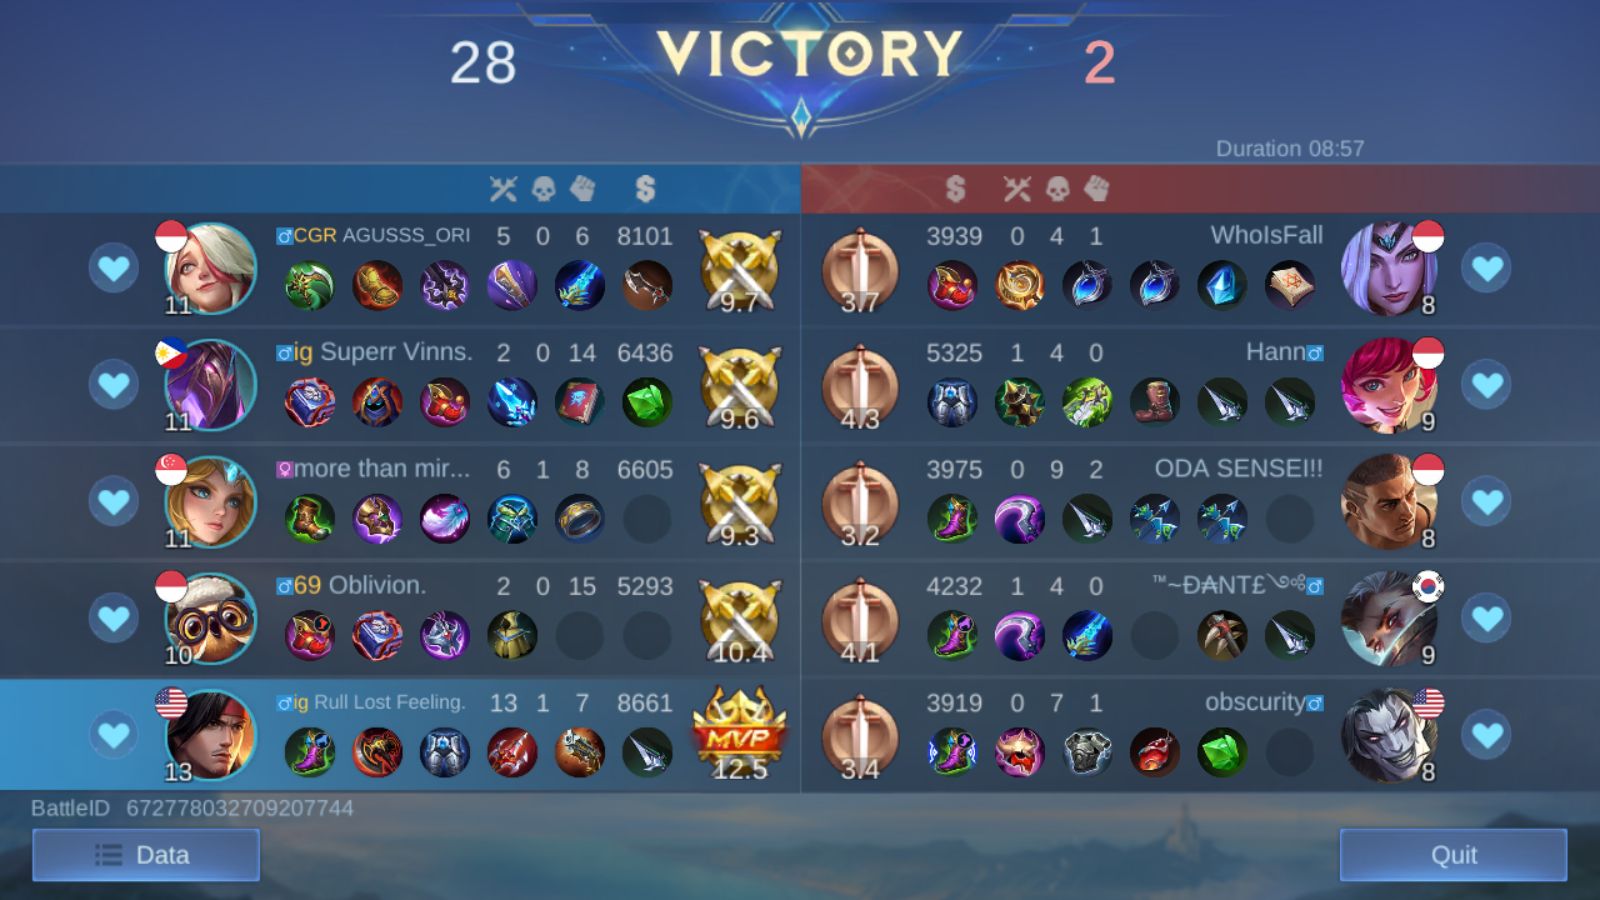 28 VICTORY 2
Duration 08:57
CGR AGUSSS_ORI 5 0 6 8101
11 9.7
3939 0 4 1 WhoIsFall
3.7 8
ig Superr Vinns. 2 0 14 6436
11 9.6
5325 1 4 0 Hann
4.3 9
more than mir... 6 1 8 6605
11 9.3
3975 0 9 2 ODA SENSEI!!
3.2 8
69 Oblivion. 2 0 15 5293
10 10.4
4232 1 4 0 ™~Đ₳NT£
4.1 9
ig Rull Lost Feeling. 13 1 7 8661
MVP
13 12.5
3919 0 7 1 obscurity
3.4 8
BattleID 672778032709207744
Data
Quit